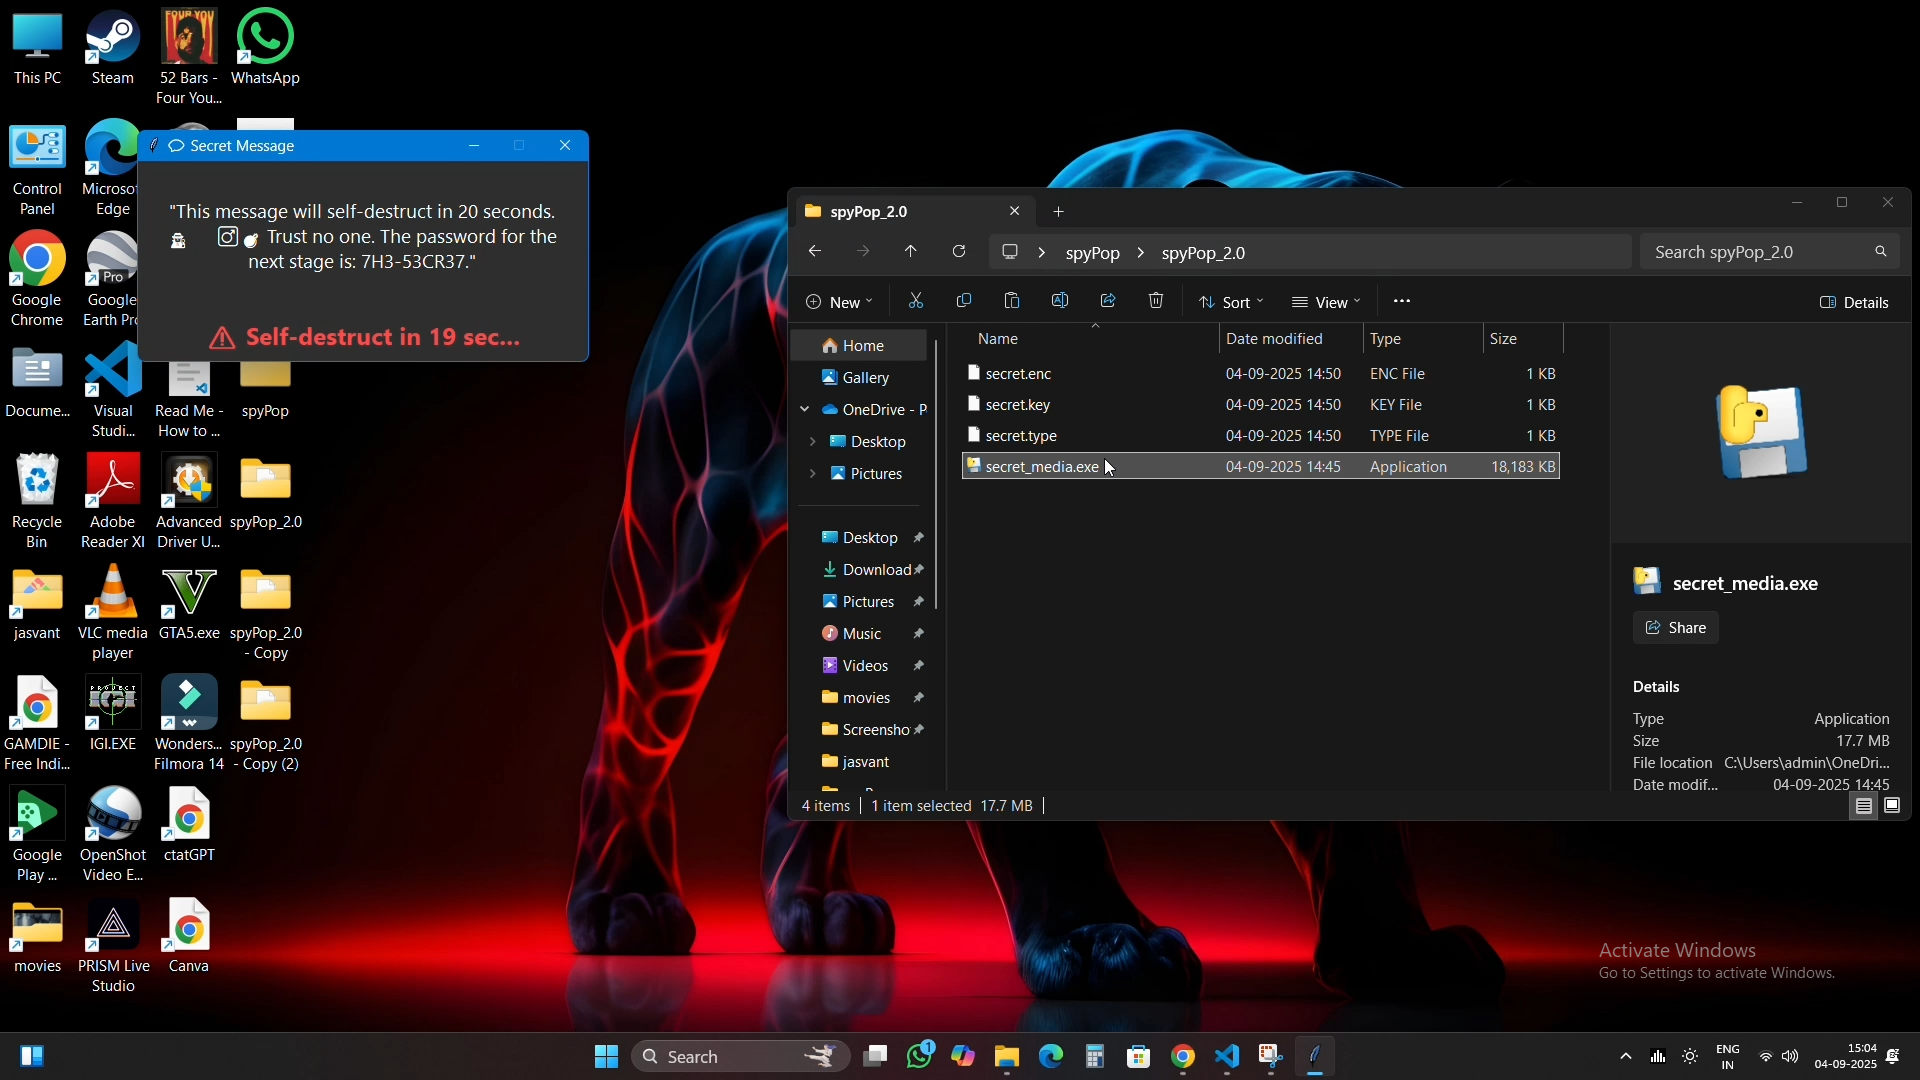 This PC
Steam
52 Bars -
Four You...
WhatsApp
FOUR YOU
Control
Panel
Microsof
Edge
Google
Chrome
Pro
Google
Earth Pro
Docume...
Visual
Studi...
Read Me -
How to ...
spyPop
Recycle
Bin
Adobe
Reader XI
Advanced
Driver U...
spyPop_2.0
jasvant
VLC media
player
GTA5.exe
spyPop_2.0
- Copy
GAMDIE -
Free Indi...
PROJECT
IGI.EXE
Wonders...
Filmora 14
spyPop_2.0
- Copy (2)
Google
Play ...
OpenShot
Video E...
ctatGPT
movies
PRISM Live
Studio
Canva
Secret Message
"This message will self-destruct in 20 seconds.
Trust no one. The password for the
next stage is: 7H3-53CR37."
Self-destruct in 19 sec...
spyPop_2.0
spyPop > spyPop_2.0
Search spyPop_2.0
New
Sort
View
Details
Home
Gallery
OneDrive - P
Desktop
Pictures
Desktop
Download
Pictures
Music
Videos
movies
Screensho
jasvant
Name Date modified Type Size
secret.enc 04-09-2025 14:50 ENC File 1 KB
secret.key 04-09-2025 14:50 KEY File 1 KB
secret.type 04-09-2025 14:50 TYPE File 1 KB
secret_media.exe 04-09-2025 14:45 Application 18,183 KB
secret_media.exe
Share
Details
Type Application
Size 17.7 MB
File location C:\Users\admin\OneDri...
Date modif... 04-09-2025 14:45
4 items 1 item selected 17.7 MB
Activate Windows
Go to Settings to activate Windows.
Search
1
ENG
IN
15:04
04-09-2025